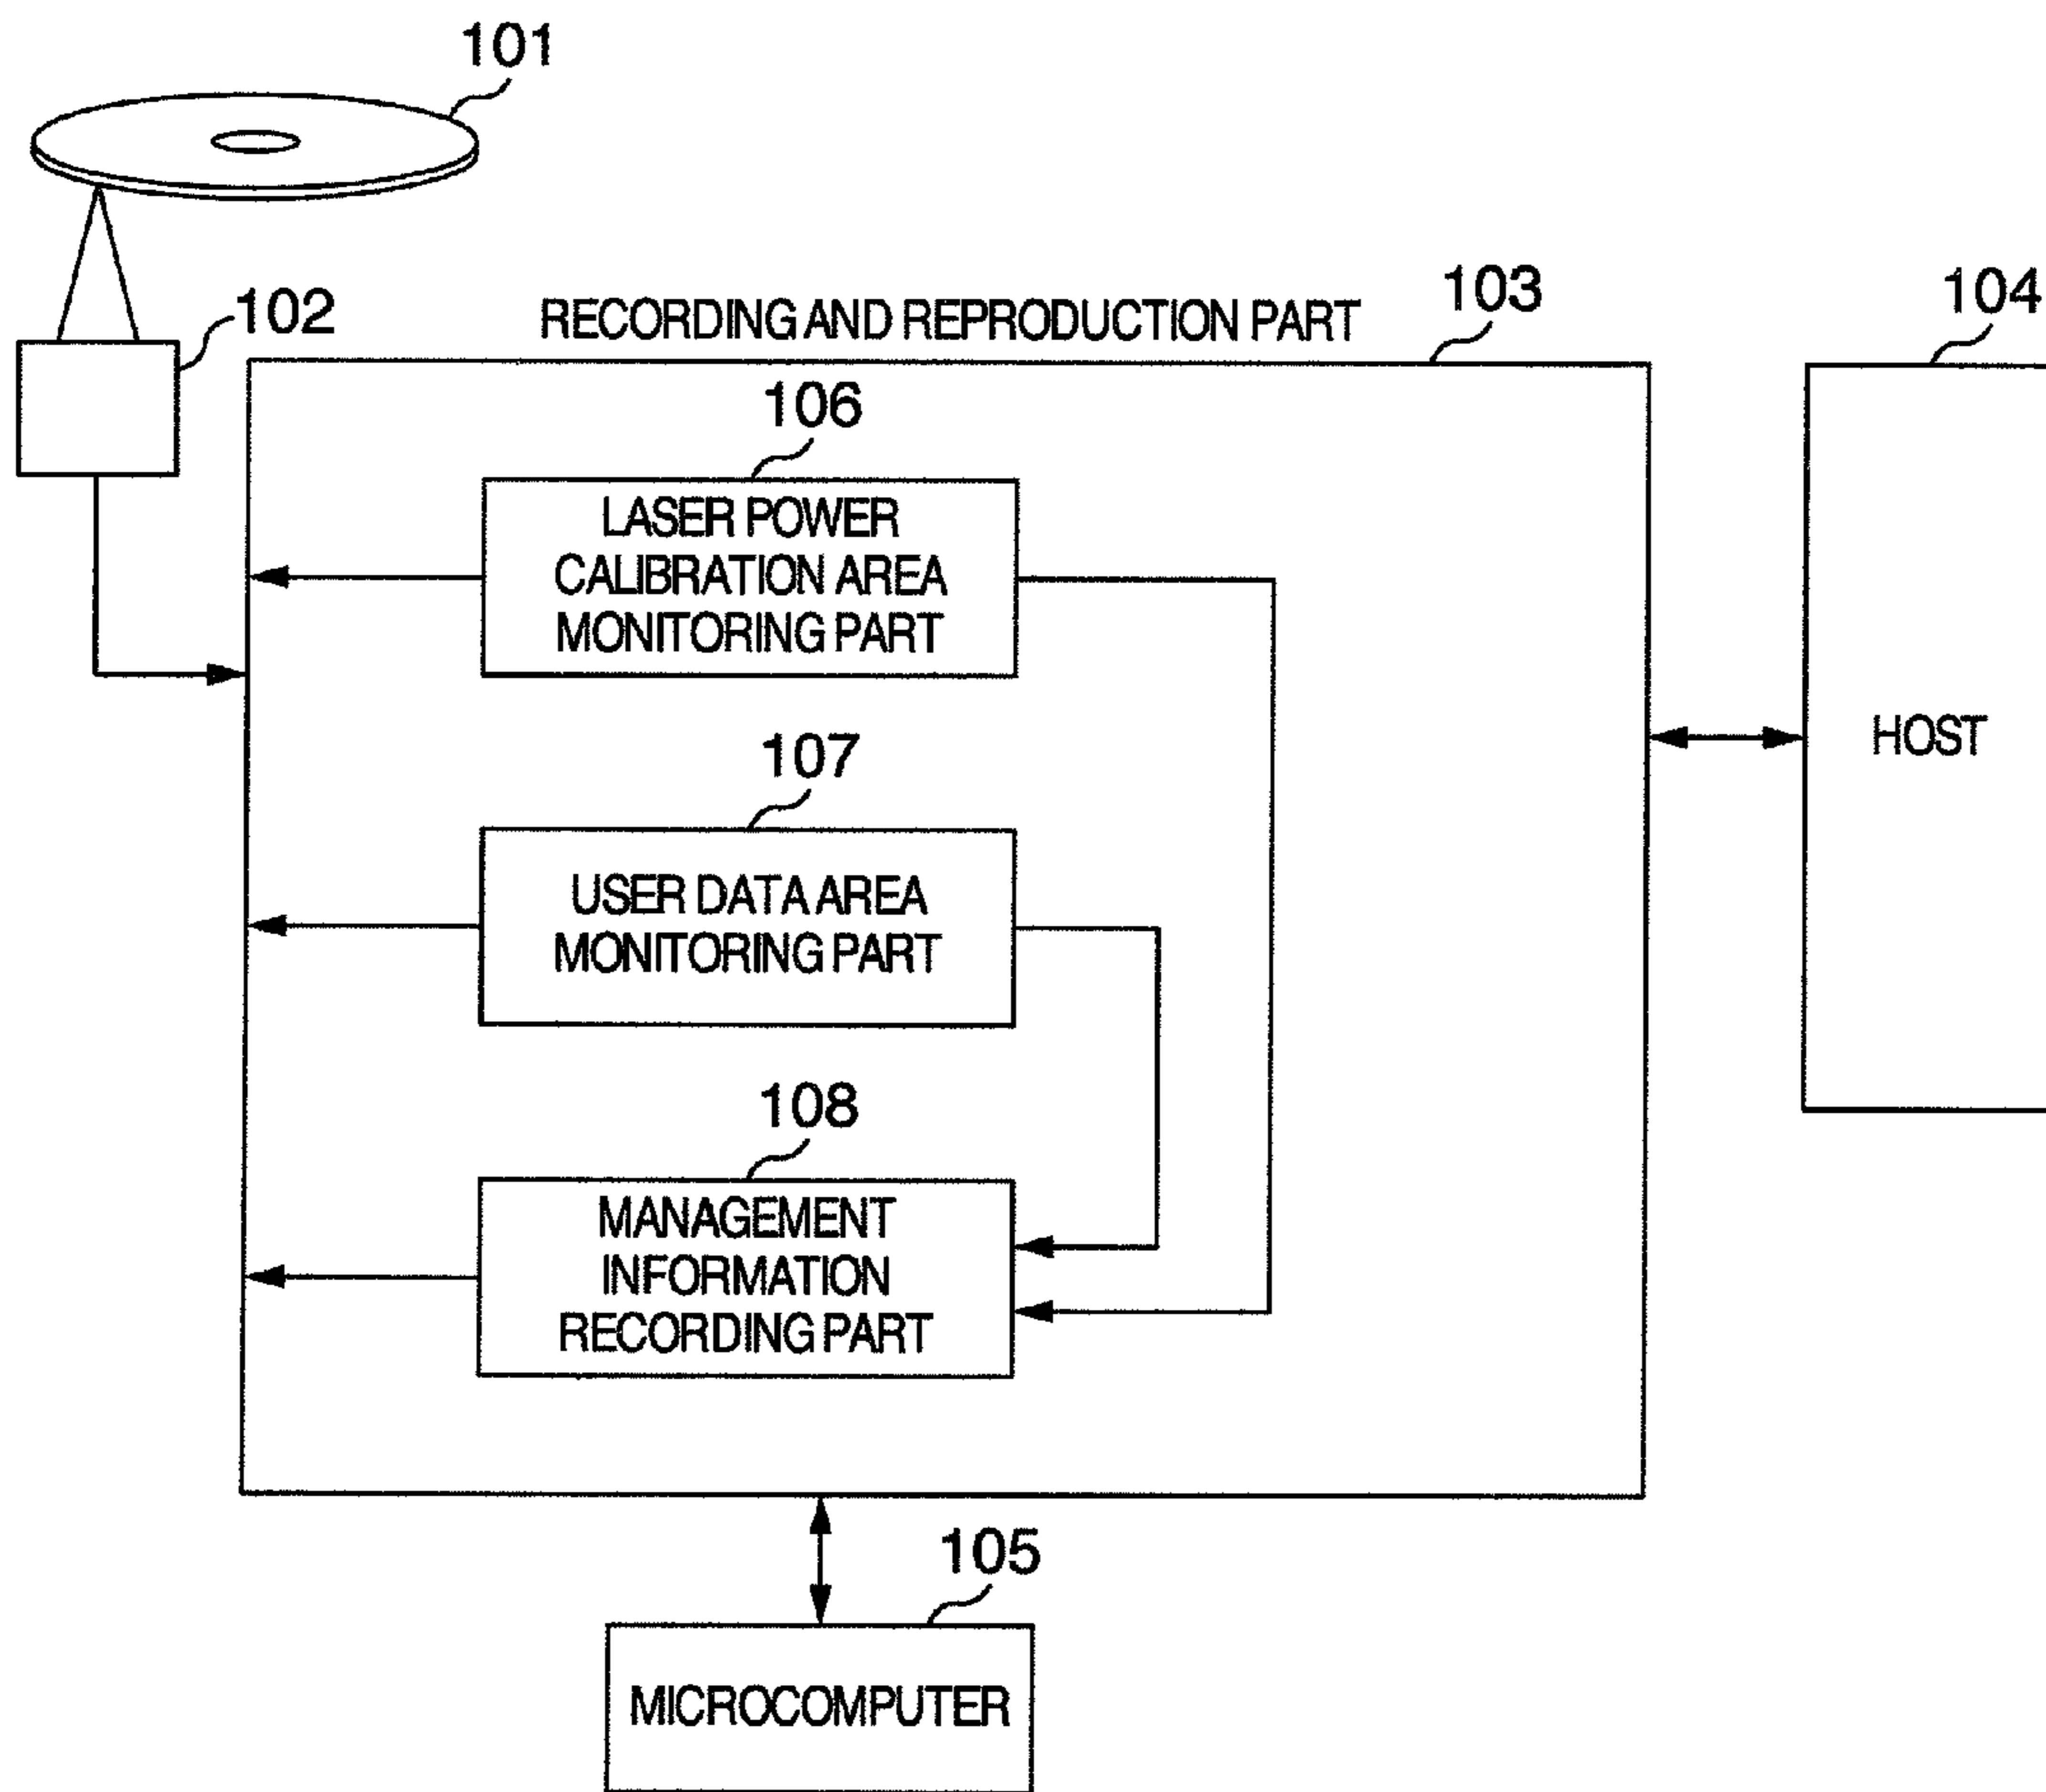 101
102
RECORDING AND REPRODUCTION PART
103
104
106
LASER POWER
CALIBRATION AREA
MONITORING PART
HOST
107
USER DATA AREA
MONITORING PART
108
MANAGEMENT
INFORMATION
RECORDING PART
105
MICROCOMPUTER